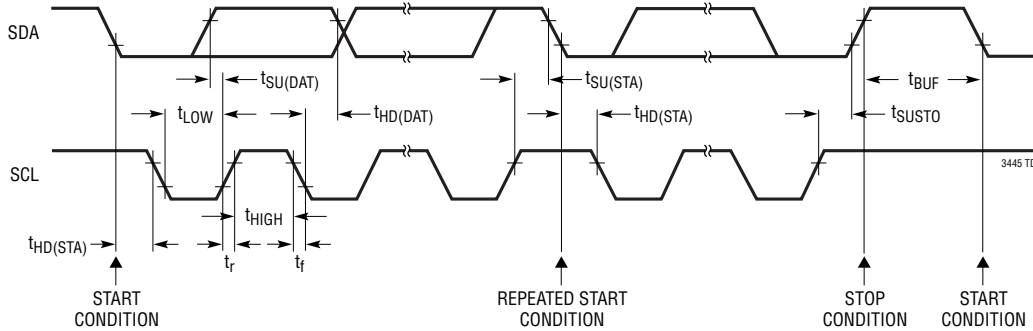 SDA
tSU(DAT)
tSU(STA)
tBUF
tLOW
tHD(DAT)
tHD(STA)
tSUSTO
SCL
3445 TD
tHIGH
tHD(STA)
tr
tf
START
CONDITION
REPEATED START
CONDITION
STOP
CONDITION
START
CONDITION